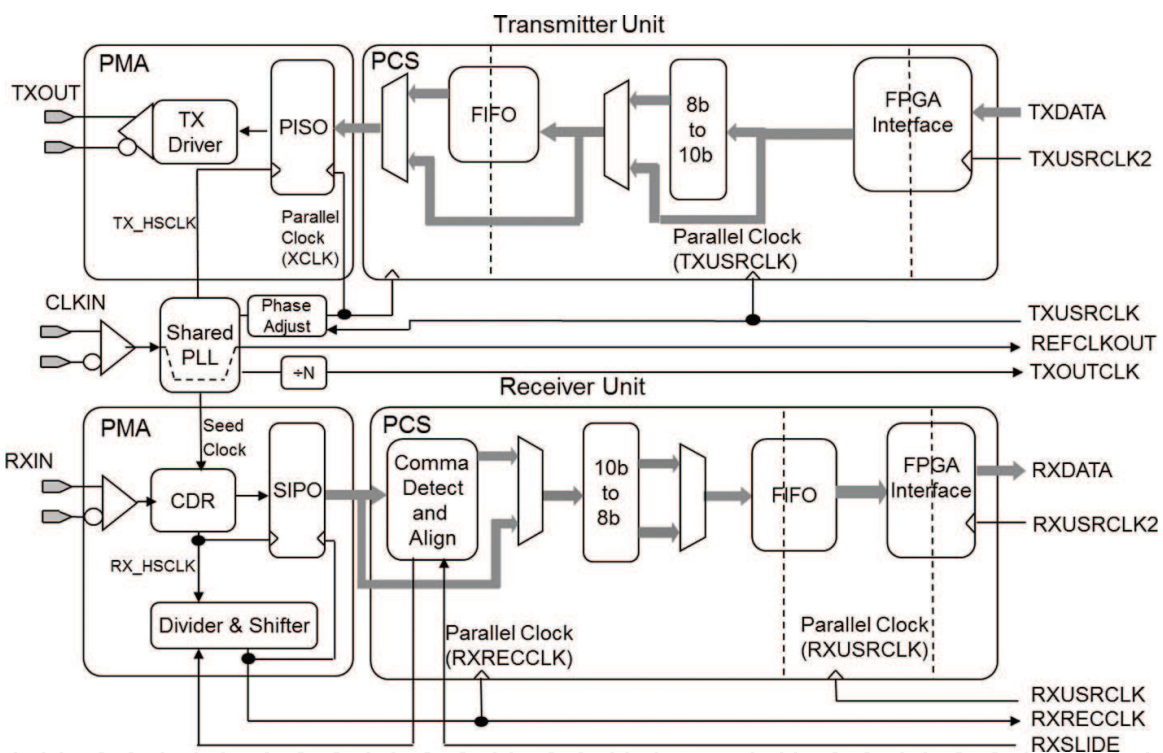 Transmitter Unit
PMA
PCS
TXOUT
TX
Driver
PISO
FIFO
8b
to
10b
FPGA
Interface
TXDATA
TXUSRCLK2
TX_HSCLK
Parallel
Clock
(XCLK)
Parallel Clock
(TXUSRCLK)
CLKIN
Shared
PLL
Phase
Adjust
÷N
TXUSRCLK
REFCLKOUT
TXOUTCLK
Receiver Unit
PMA
Seed
Clock
PCS
RXIN
CDR
SIPO
Comma
Detect
and
Align
10b
to
8b
FIFO
FPGA
Interface
RXDATA
RXUSRCLK2
RX_HSCLK
Divider & Shifter
Parallel Clock
(RXRECCLK)
Parallel Clock
(RXUSRCLK)
RXUSRCLK
RXRECCLK
RXSLIDE